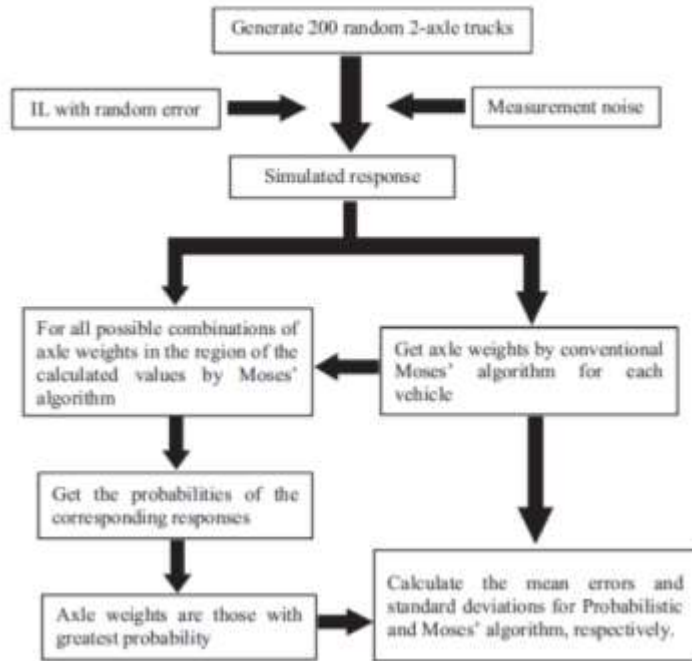 Generate 200 random 2-axle trucks
IL with random error
Measurement noise
Simulated response
For all possible combinations of
axle weights in the region of the
calculated values by Moses'
algorithm
Get axle weights by conventional
Moses' algorithm for each
vehicle
Get the probabilities of the
corresponding responses
Axle weights are those with
greatest probability
Calculate the mean errors and
standard deviations for Probabilistic
and Moses' algorithm, respectively.